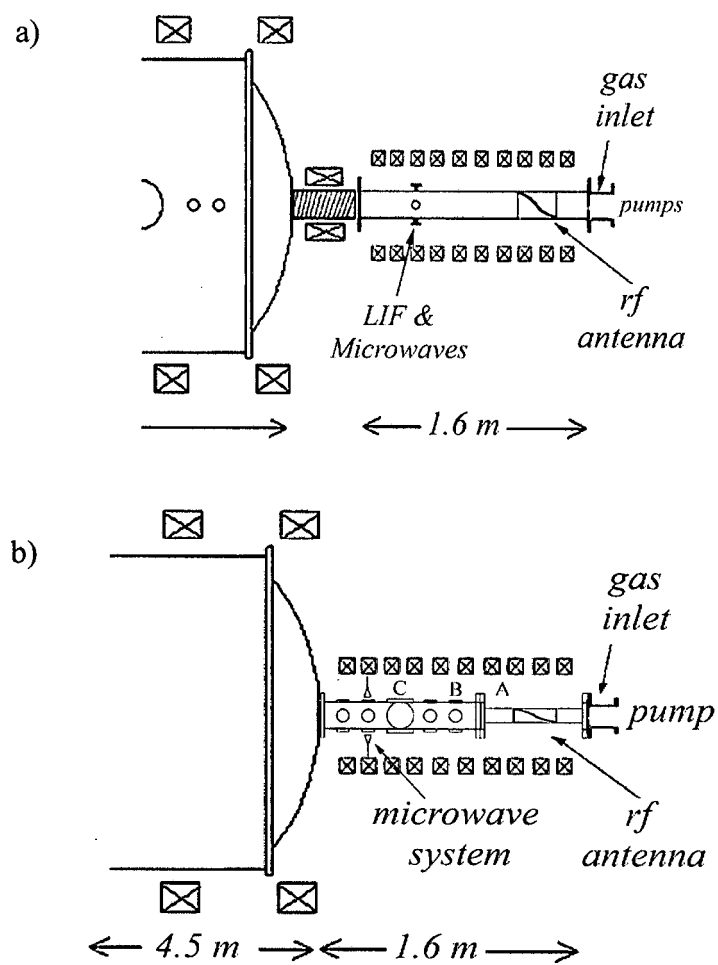 a)
gas
inlet
pumps
LIF &
Microwaves
rf
antenna
1.6 m
b)
gas
inlet
C B A
pump
microwave
system
rf
antenna
4.5 m 1.6 m